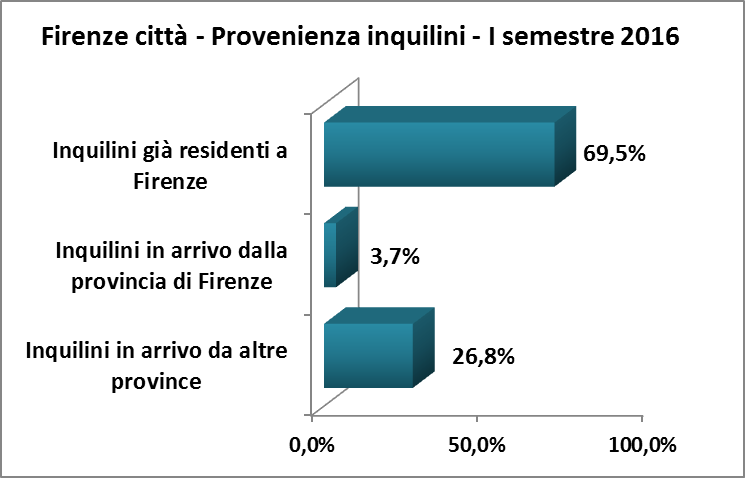 Firenze città - Provenienza inquilini - I semestre 2016
Inquilini già residenti a
Firenze
69,5%
Inquilini in arrivo dalla
provincia di Firenze
3,7%
Inquilini in arrivo da altre
province
26,8%
0,0%
50,0%
100,0%